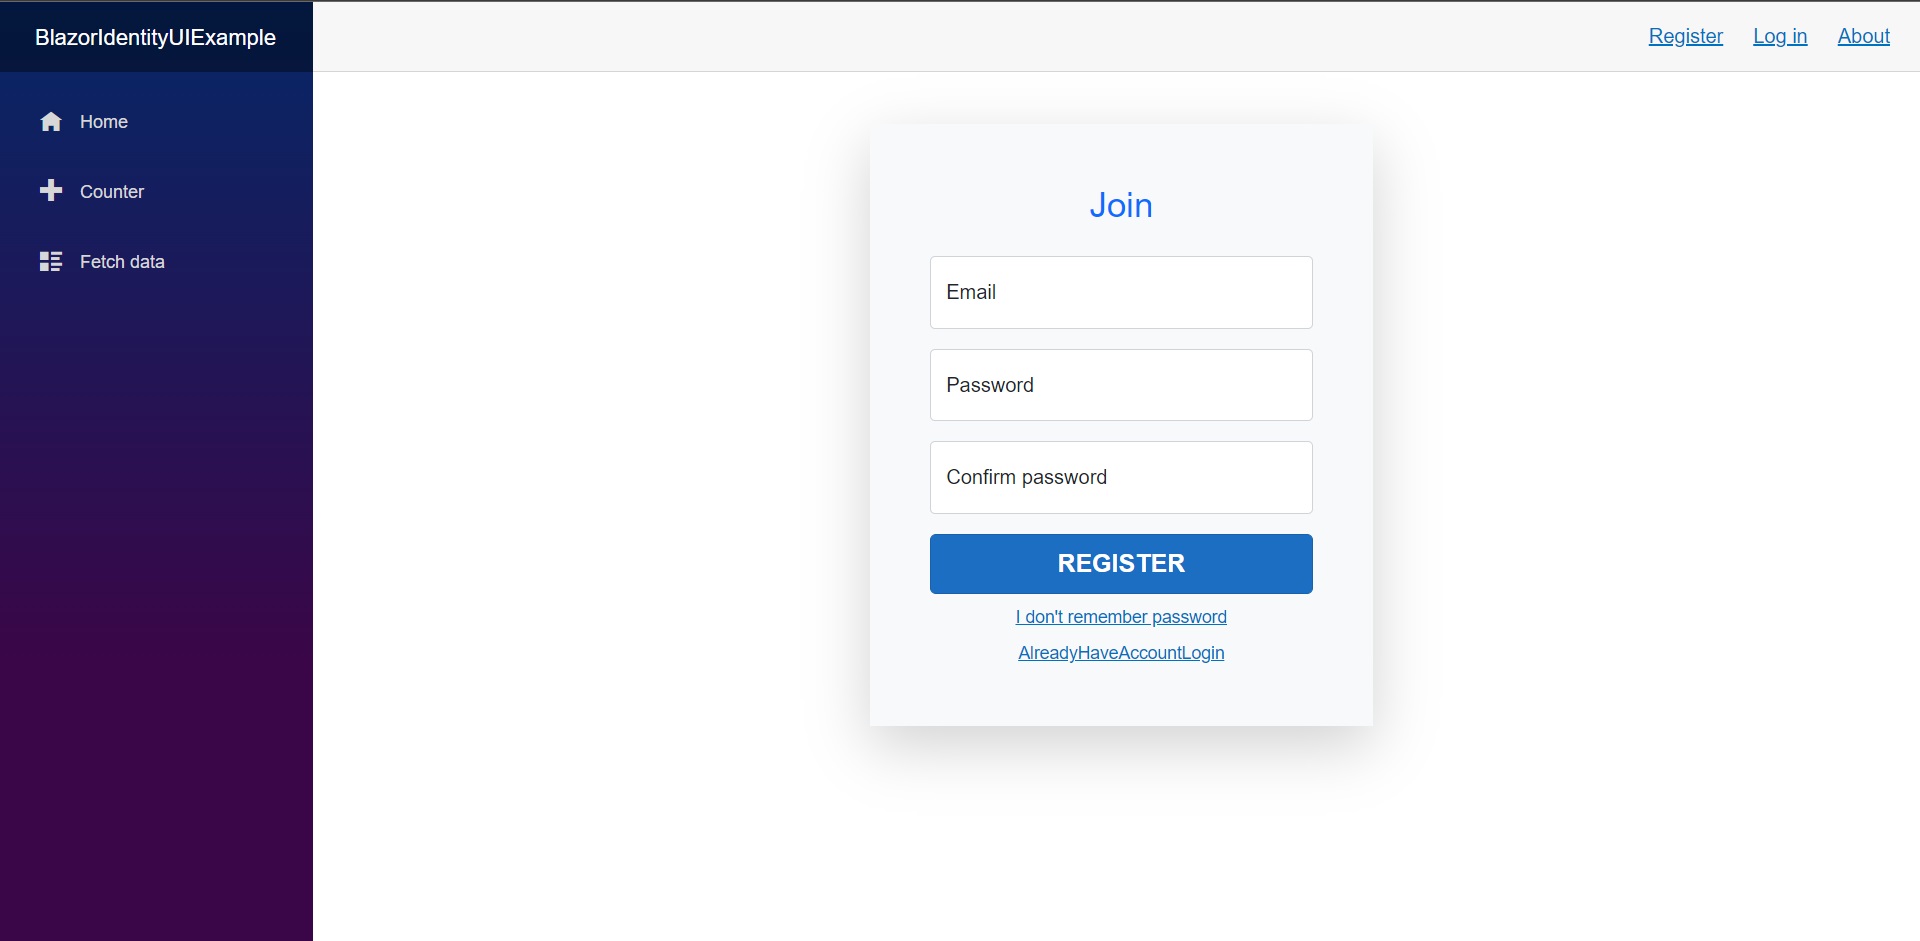 BlazorIdentityUIExample
Register Log in About
Home
Counter
Fetch data
Join
Email
Password
Confirm password
REGISTER
I don't remember password
AlreadyHaveAccountLogin